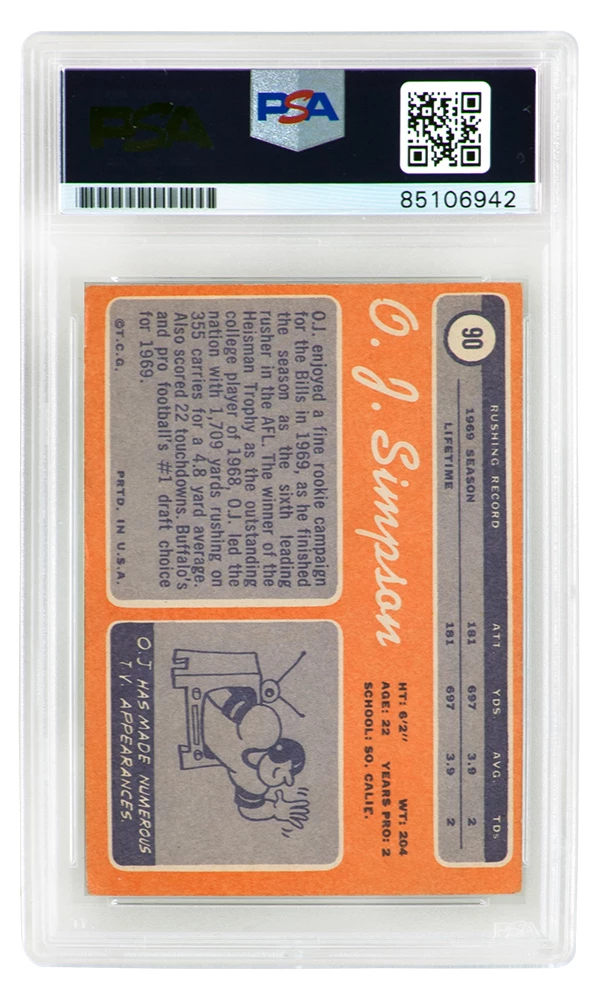 PSA
PSA
85106942
90
RUSHING RECORD ATT YDS AVG. TDs
1969 SEASON 181 697 3.9 2
LIFETIME 181 697 3.9 2
O. J. Simpson
HT: 6'2" WT: 204
AGE: 22 YEARS PRO: 2
SCHOOL: SO. CALIF.
O.J. enjoyed a fine rookie campaign
for the Bills in 1969, as he finished
the season as the sixth leading
rusher in the AFL. The winner of the
Heisman Trophy as the outstanding
college player of 1968, O.J. led the
nation with 1,709 yards rushing on
355 carries for a 4.8 yard average.
Also scored 22 touchdowns. Buffalo's
and pro football's #1 draft choice
for 1969.
©T.C.G. PRTD. IN U.S.A.
O.J HAS MADE NUMEROUS
T.V. APPEARANCES.
PSA